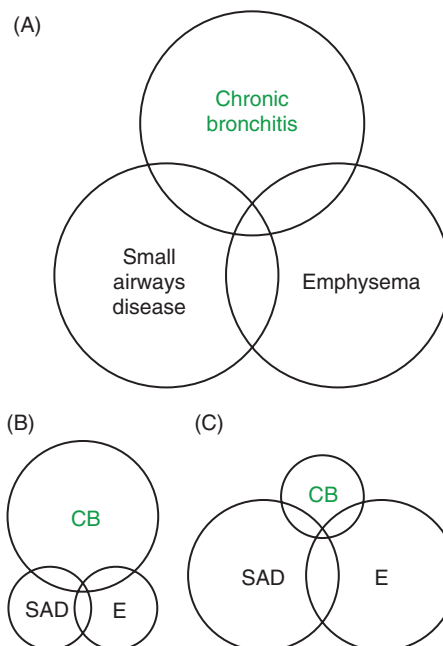 (A)
Chronic
bronchitis
Small
airways
disease
Emphysema
(B)
CB
SAD
E
(C)
CB
SAD
E